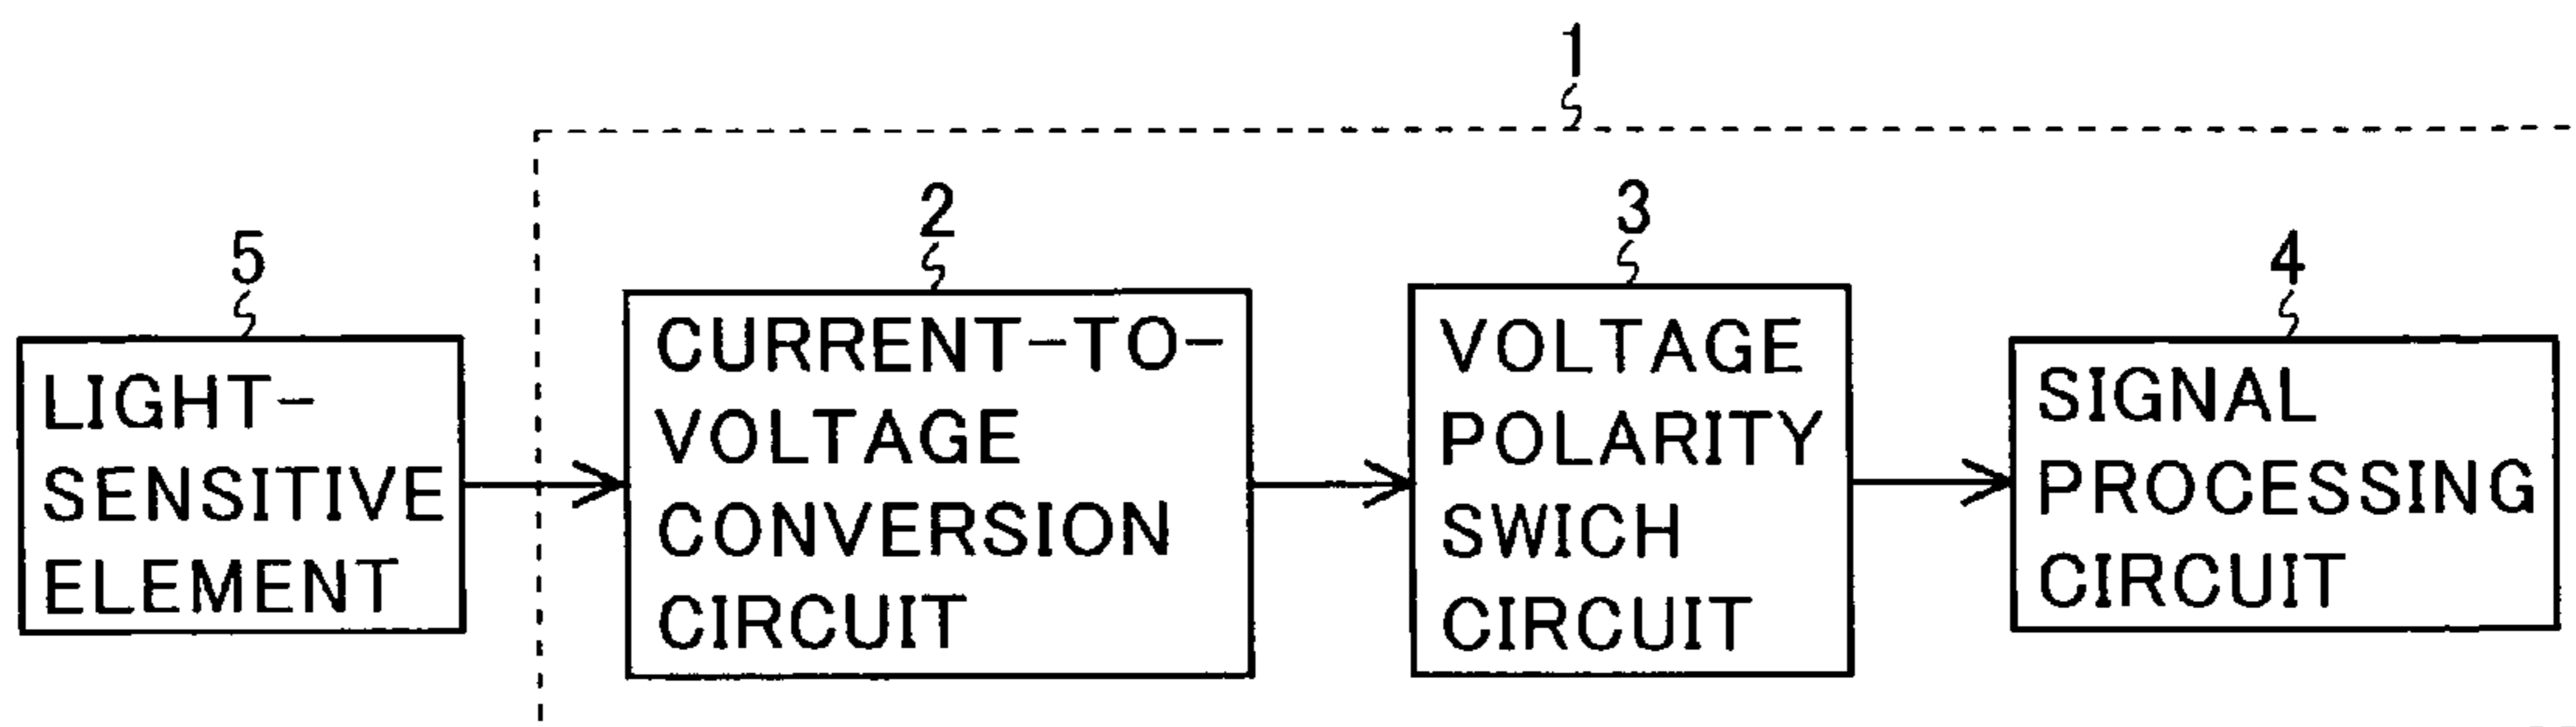 1
5
LIGHT-
SENSITIVE
ELEMENT
2
CURRENT-TO-
VOLTAGE
CONVERSION
CIRCUIT
3
VOLTAGE
POLARITY
SWICH
CIRCUIT
4
SIGNAL
PROCESSING
CIRCUIT